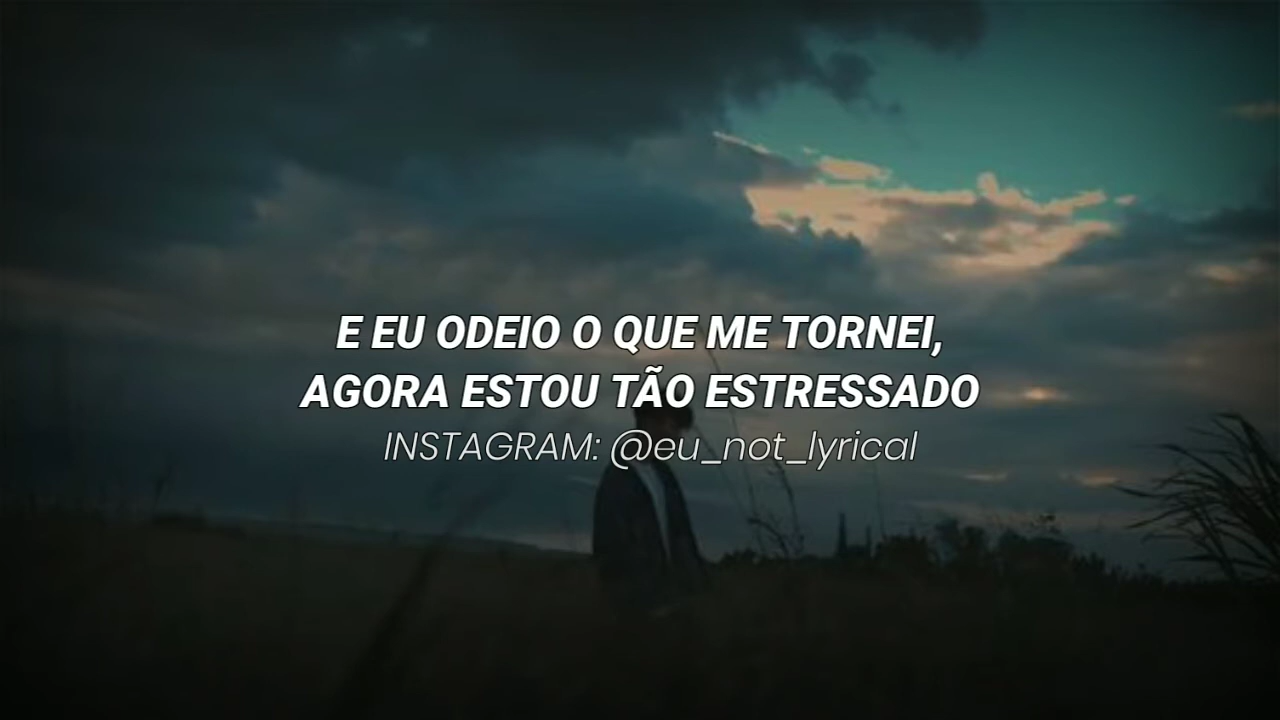 E EU ODEIO O QUE ME TORNEI,
AGORA ESTOU TÃO ESTRESSADO
INSTAGRAM: @eu_not_lyrical